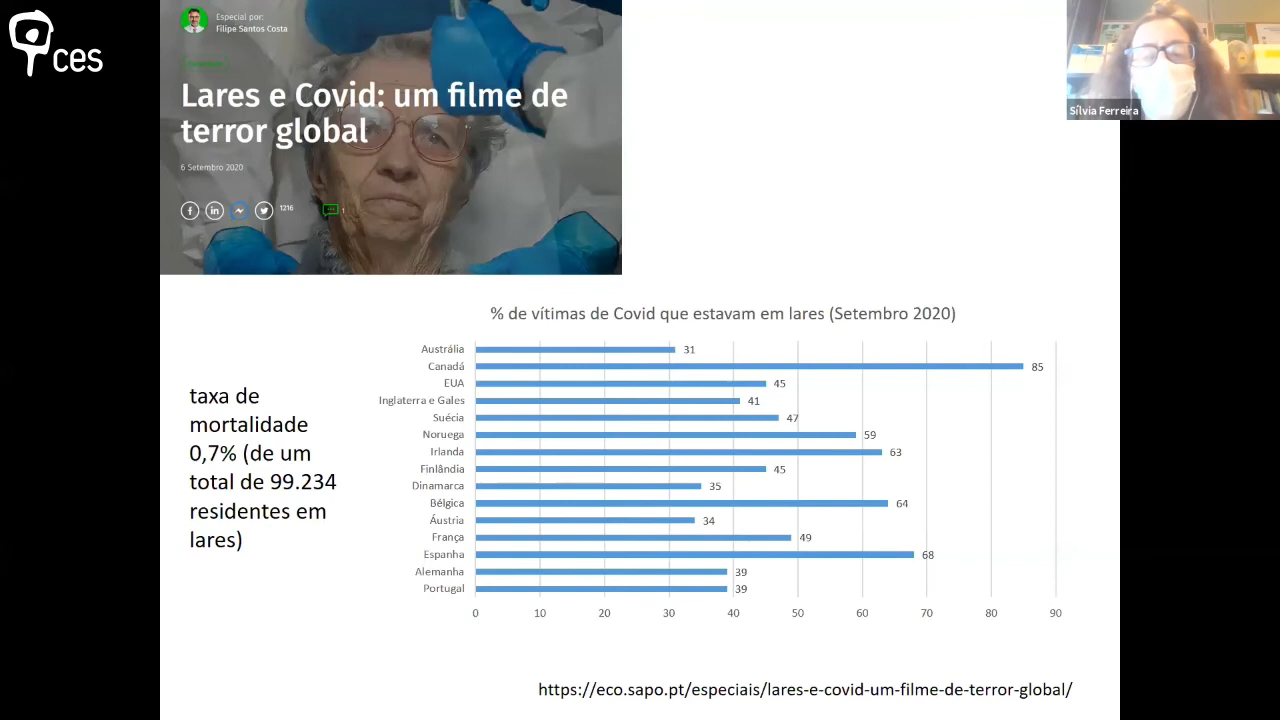 ces
Especial por:
Filipe Santos Costa
Lares e Covid: um filme de
terror global
6 Setembro 2020
1216
1
Sílvia Ferreira
% de vítimas de Covid que estavam em lares (Setembro 2020)
taxa de
mortalidade
0,7% (de um
total de 99.234
residentes em
lares)
Austrália 31
Canadá 85
EUA 45
Inglaterra e Gales 41
Suécia 47
Noruega 59
Irlanda 63
Finlândia 45
Dinamarca 35
Bélgica 64
Áustria 34
França 49
Espanha 68
Alemanha 39
Portugal 39
0 10 20 30 40 50 60 70 80 90
https://eco.sapo.pt/especiais/lares-e-covid-um-filme-de-terror-global/